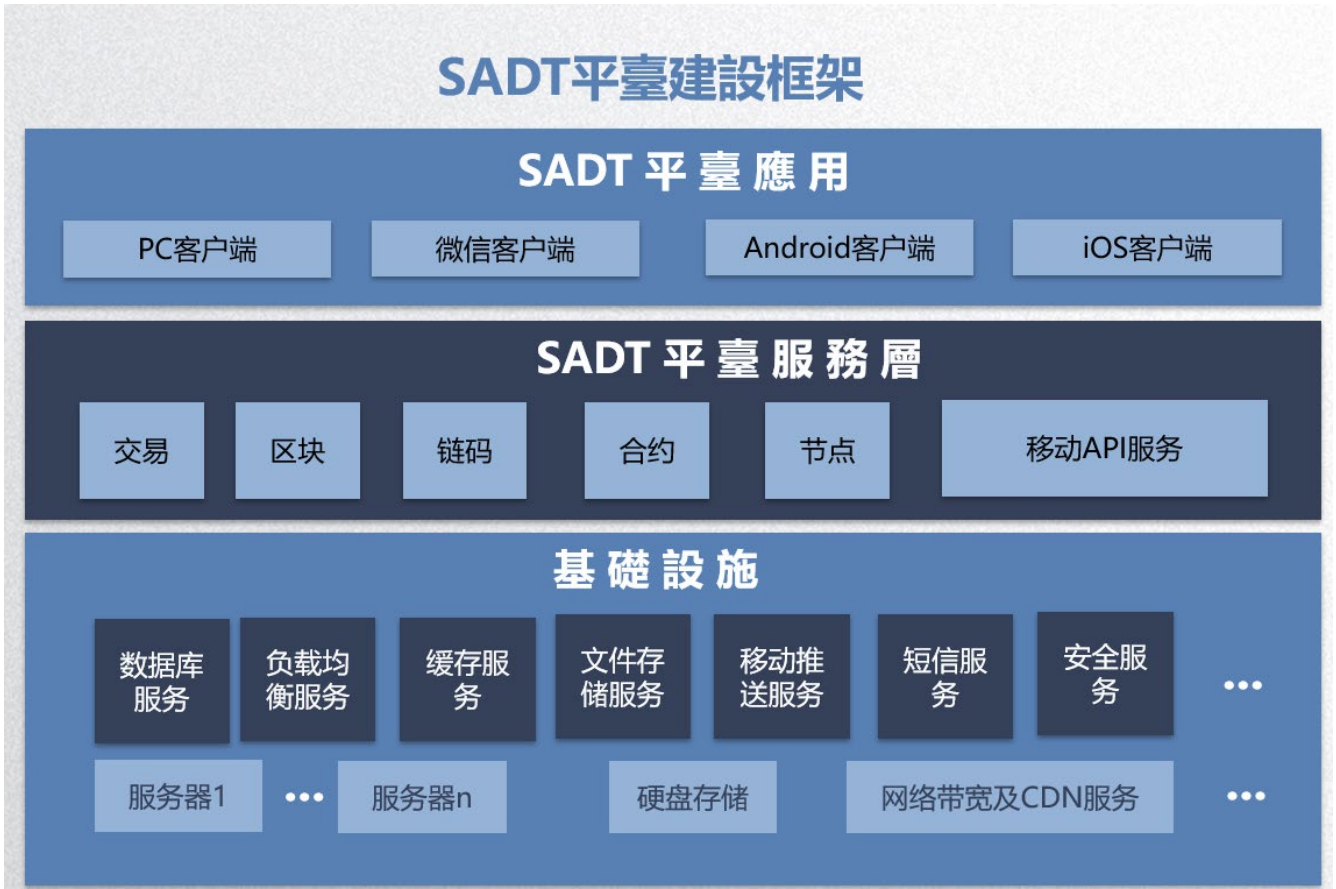 SADT平臺建設框架
SADT 平臺應用
PC客户端 微信客户端 Android客户端 iOS客户端
SADT 平臺服務層
交易 区块 链码 合约 节点 移动API服务
基礎設施
数据库
服务
负载均
衡服务
缓存服
务
文件存
储服务
移动推
送服务
短信服
务
安全服
务
•••
服务器1 ••• 服务器n 硬盘存储 网络带宽及CDN服务 •••